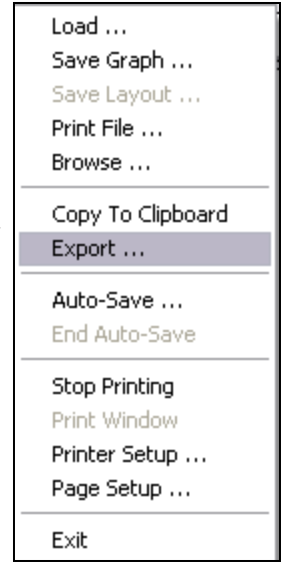 Load ...
Save Graph ...
Save Layout ...
Print File ...
Browse ...
Copy To Clipboard
Export ...
Auto-Save ...
End Auto-Save
Stop Printing
Print Window
Printer Setup ...
Page Setup ...
Exit